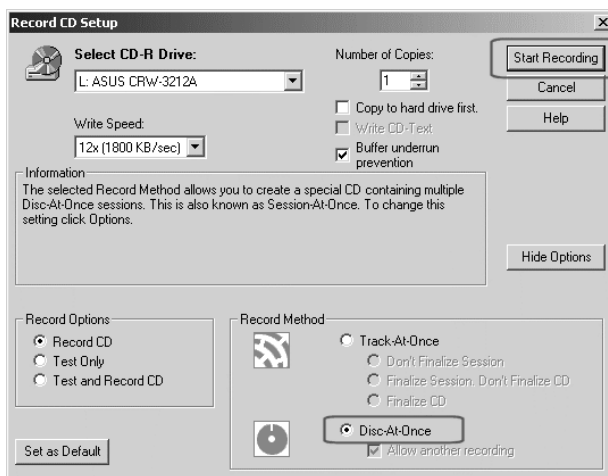 Record CD Setup
Select CD-R Drive:
L: ASUS CRW-3212A
Write Speed:
12x (1800 KB/sec)
Number of Copies:
1
Copy to hard drive first.
Write CD-Text
Buffer underrun
prevention
Start Recording
Cancel
Help
Information
The selected Record Method allows you to create a special CD containing multiple
Disc-At-Once sessions. This is also known as Session-At-Once. To change this
setting click Options.
Hide Options
Record Options
Record CD
Test Only
Test and Record CD
Set as Default
Record Method
Track-At-Once
Don't Finalize Session
Finalize Session. Don't Finalize CD
Finalize CD
Disc-At-Once
Allow another recording